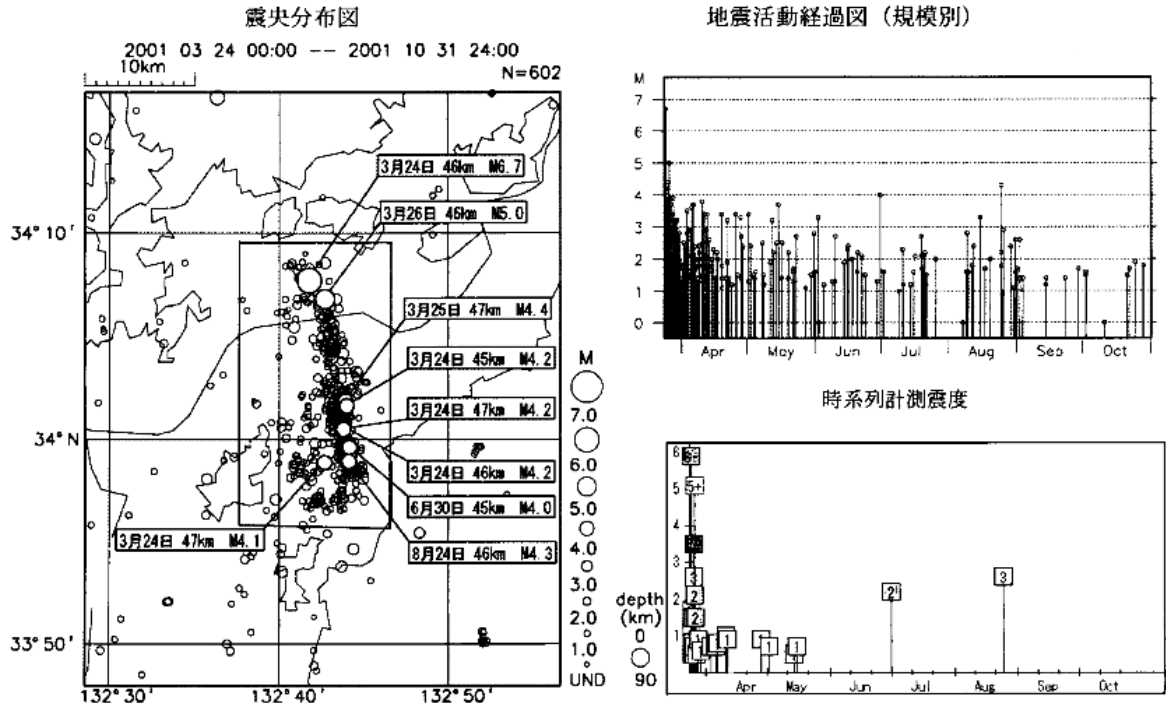 震央分布図
2001 03 24 00:00 -- 2001 10 31 24:00
10km
N=602
3月24日 46km M6.7
3月26日 46km M5.0
34°10'
3月25日 47km M4.4
3月24日 45km M4.2
3月24日 47km M4.2
34°N
3月24日 46km M4.2
6月30日 45km M4.0
3月24日 47km M4.1
8月24日 46km M4.3
33°50'
132°30'
132°40'
132°50'
M
7.0
6.0
5.0
4.0
3.0
2.0
1.0
UND
depth
(km)
0
90
地震活動経過図（規模別）
M
7
6
5
4
3
2
1
0
Apr
May
Jun
Jul
Aug
Sep
Oct
時系列計測震度
6
5
4
3
2
1
5+
3
2
2
1
1
1
1
1
1
2
3
Apr
May
Jun
Jul
Aug
Sep
Oct